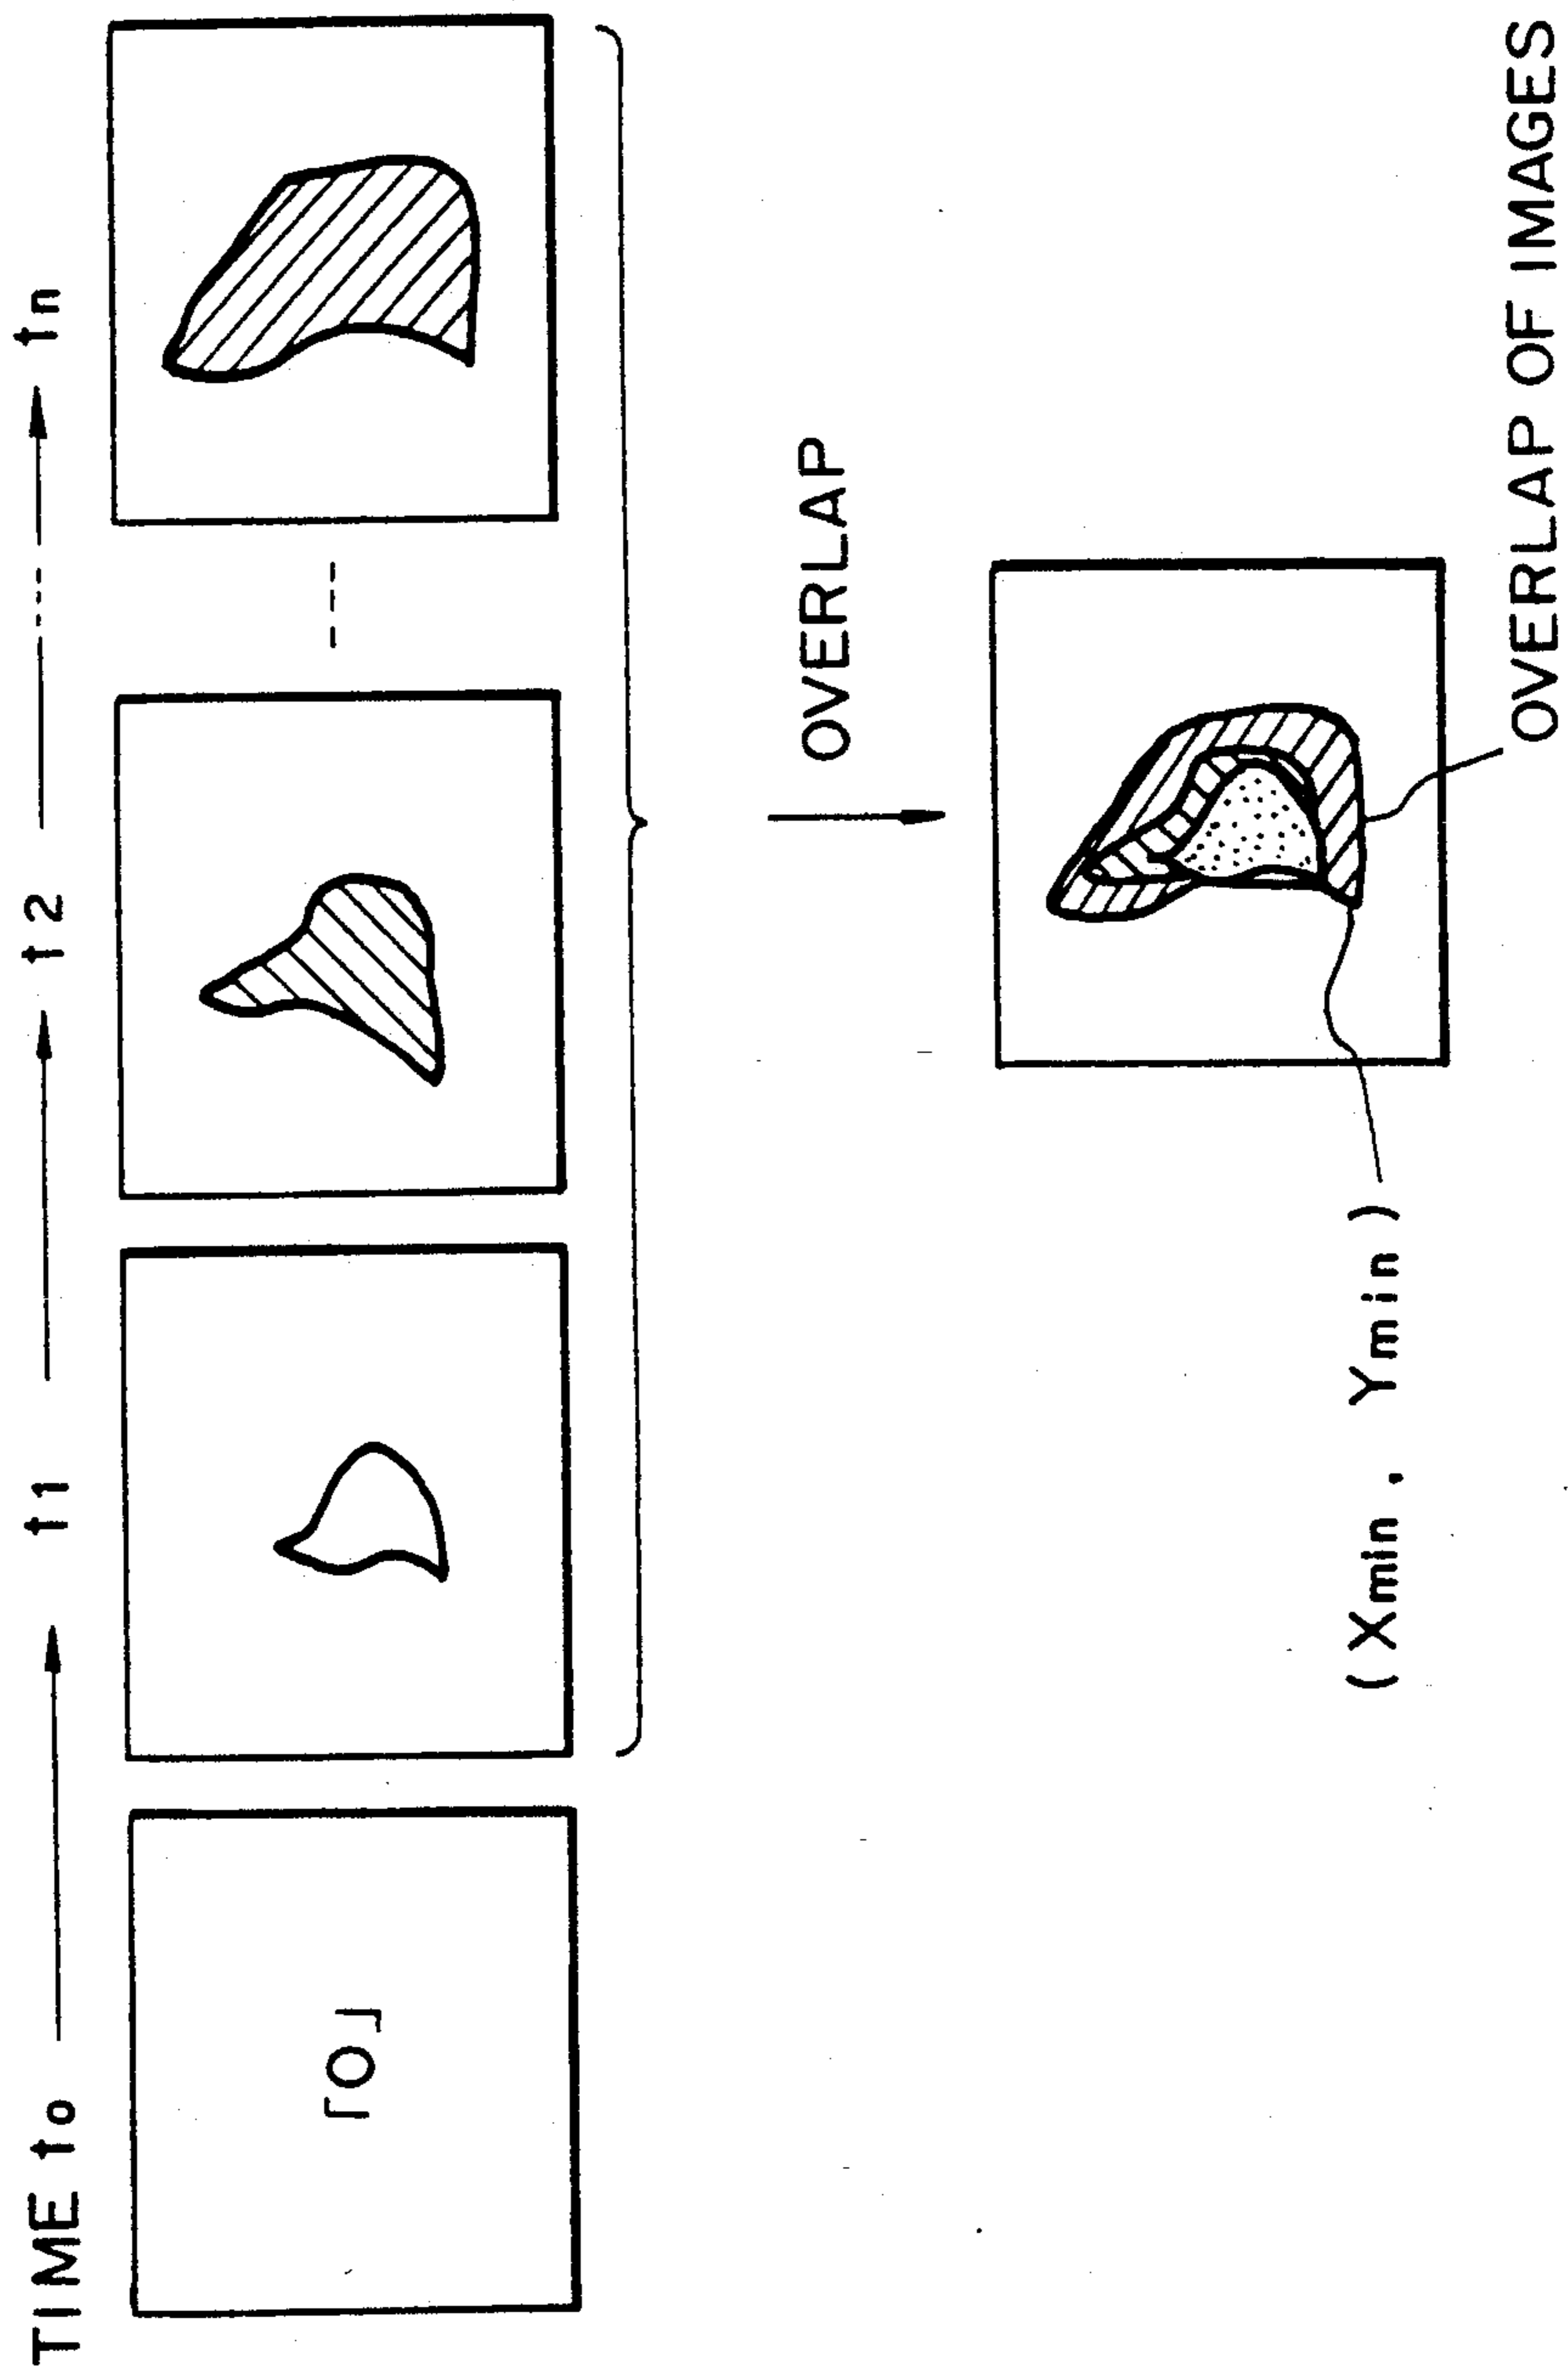 TIME to t1 t2 tn
「O」
OVERLAP
(Xmin , Ymin)
OVERLAP OF IMAGES